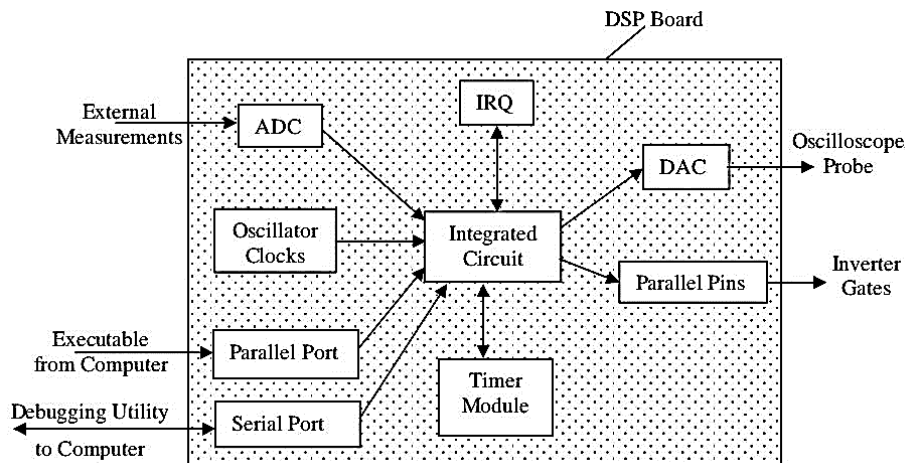 DSP Board
External
Measurements
ADC
IRQ
DAC
Oscilloscope
Probe
Oscillator
Clocks
Integrated
Circuit
Parallel Pins
Inverter
Gates
Executable
from Computer
Parallel Port
Timer
Module
Debugging Utility
to Computer
Serial Port